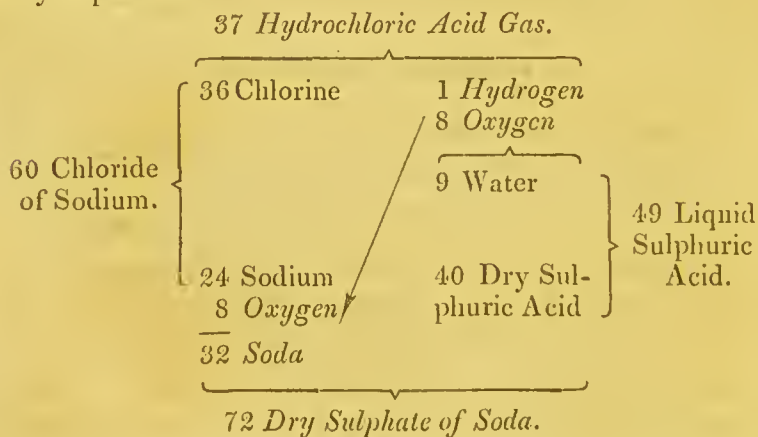 37 Hydrochloric Acid Gas.
36 Chlorine
1 Hydrogen
8 Oxygen
60 Chloride
of Sodium.
9 Water
49 Liquid
Sulphuric
Acid.
24 Sodium
8 Oxygen
32 Soda
40 Dry Sul-
phuric Acid
72 Dry Sulphate of Soda.